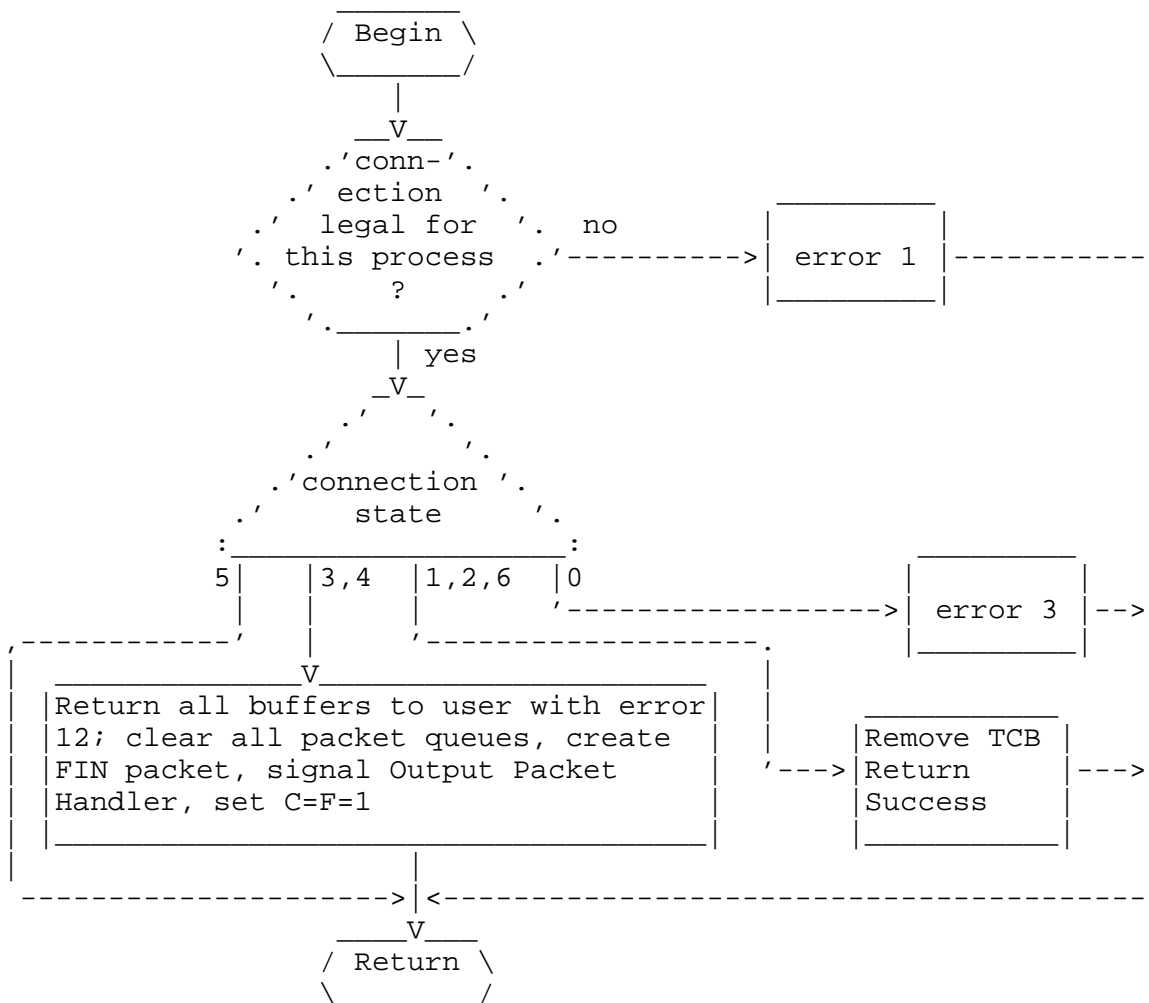 Begin
conn-
ection
legal for no
this process error 1
?
yes
connection
state
5 3,4 1,2,6 0
error 3
Return all buffers to user with error
12; clear all packet queues, create Remove TCB
FIN packet, signal Output Packet Return
Handler, set C=F=1 Success
Return